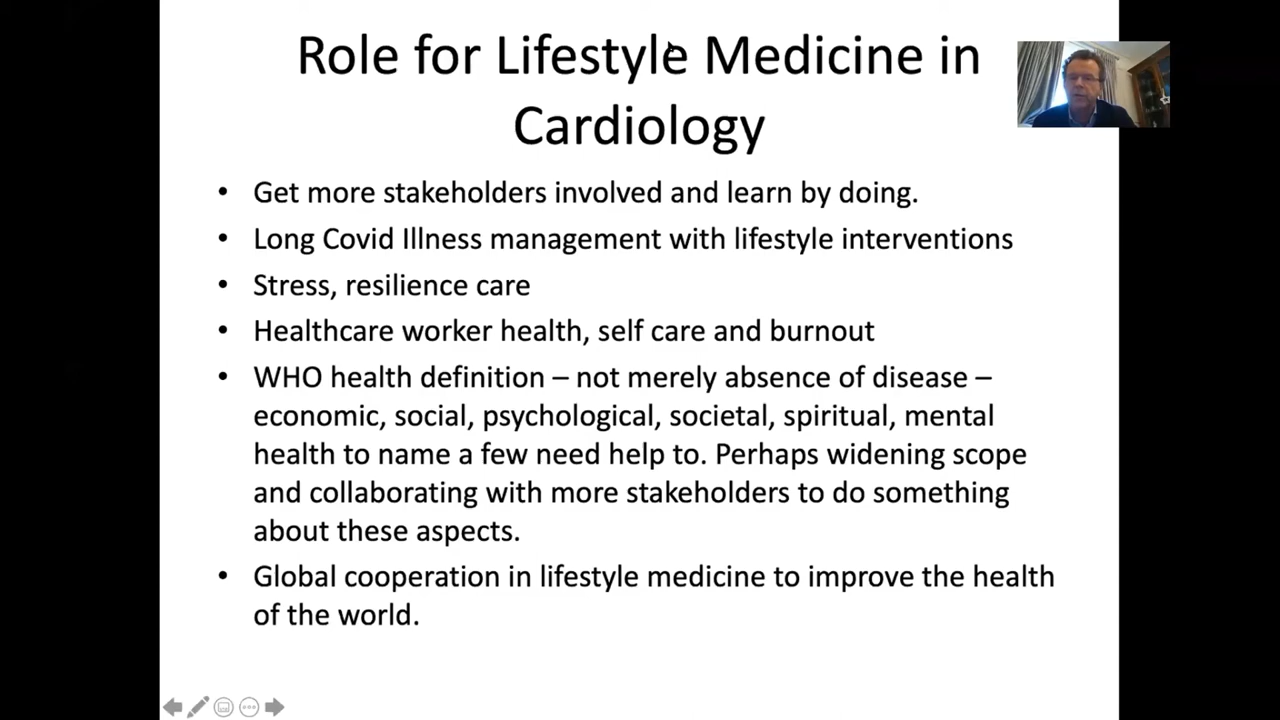 Role for Lifestyle Medicine in
Cardiology
• Get more stakeholders involved and learn by doing.
• Long Covid Illness management with lifestyle interventions
• Stress, resilience care
• Healthcare worker health, self care and burnout
• WHO health definition – not merely absence of disease –
economic, social, psychological, societal, spiritual, mental
health to name a few need help to. Perhaps widening scope
and collaborating with more stakeholders to do something
about these aspects.
• Global cooperation in lifestyle medicine to improve the health
of the world.